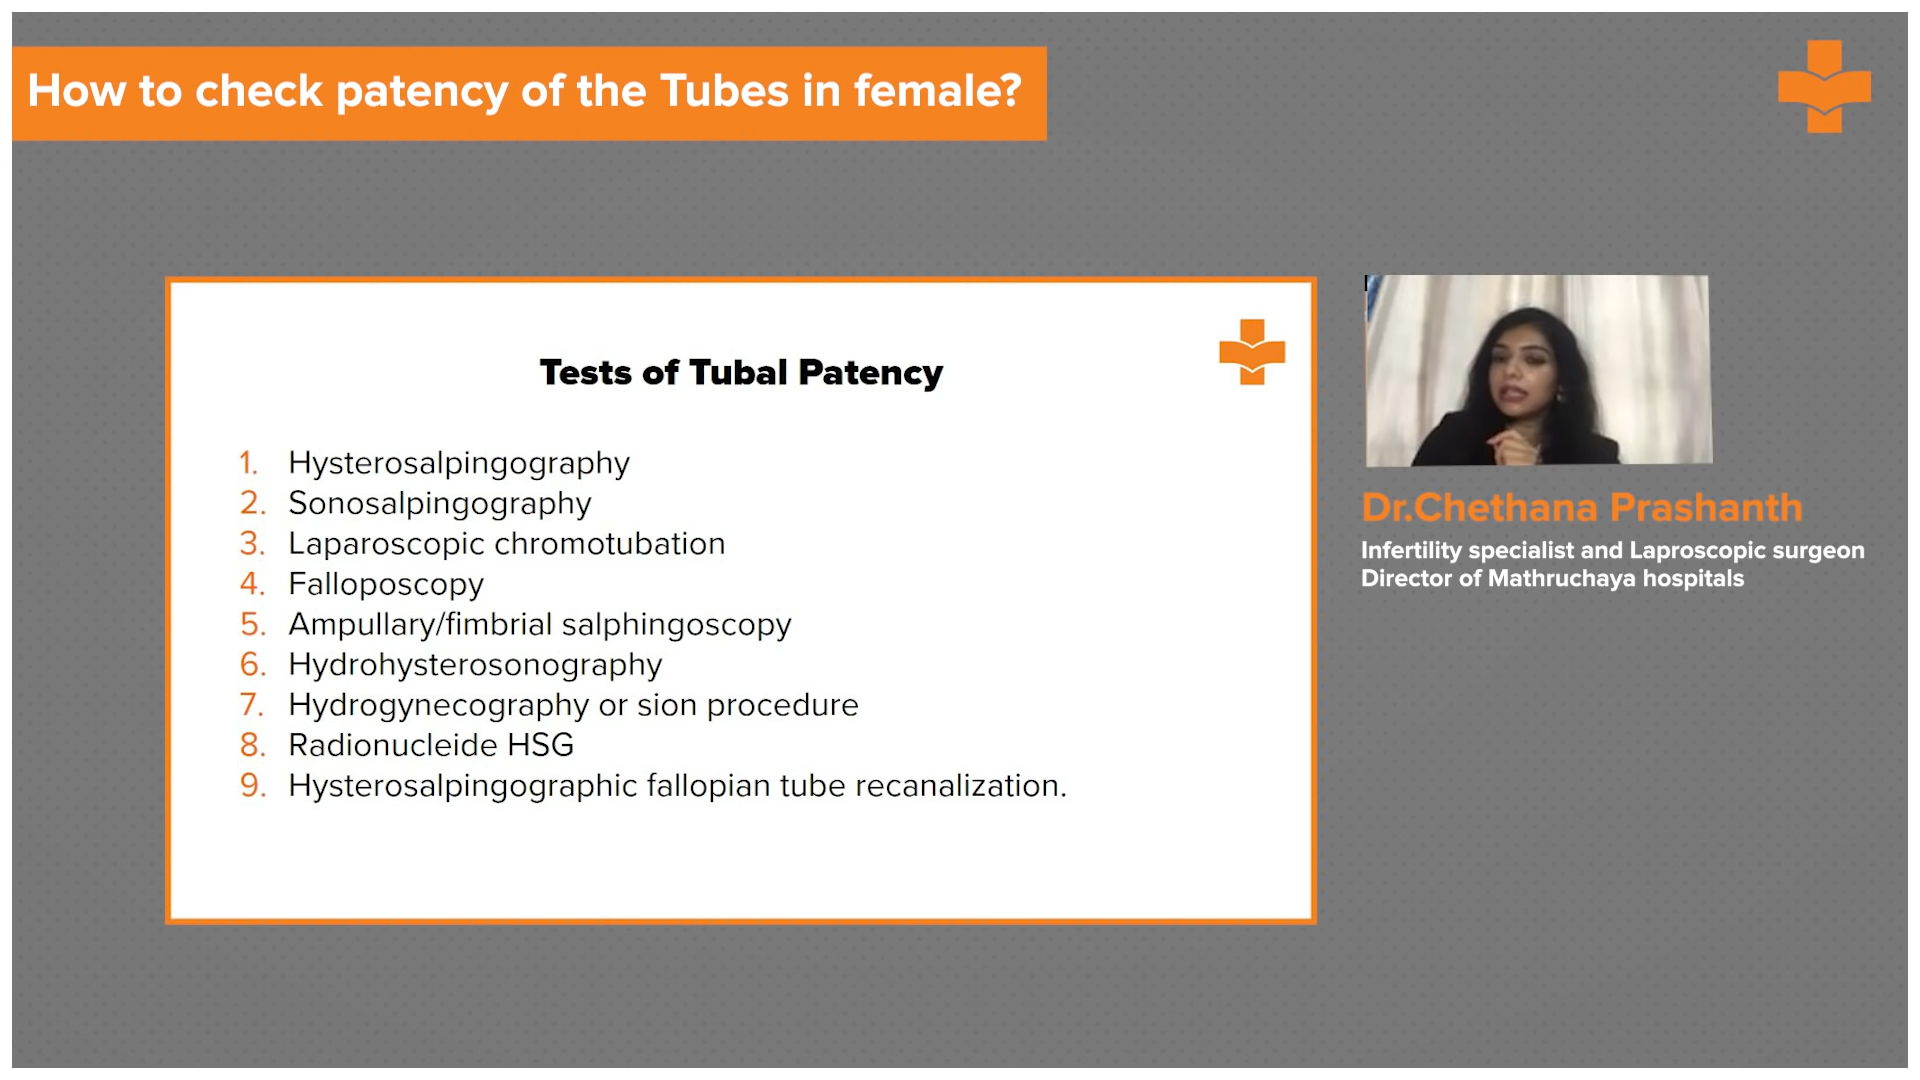 How to check patency of the Tubes in female?
Tests of Tubal Patency
1. Hysterosalpingography
2. Sonosalpingography
3. Laparoscopic chromotubation
4. Falloposcopy
5. Ampullary/fimbrial salphingoscopy
6. Hydrohysterosonography
7. Hydrogynecography or sion procedure
8. Radionucleide HSG
9. Hysterosalpingographic fallopian tube recanalization.
Dr.Chethana Prashanth
Infertility specialist and Laproscopic surgeon
Director of Mathruchaya hospitals